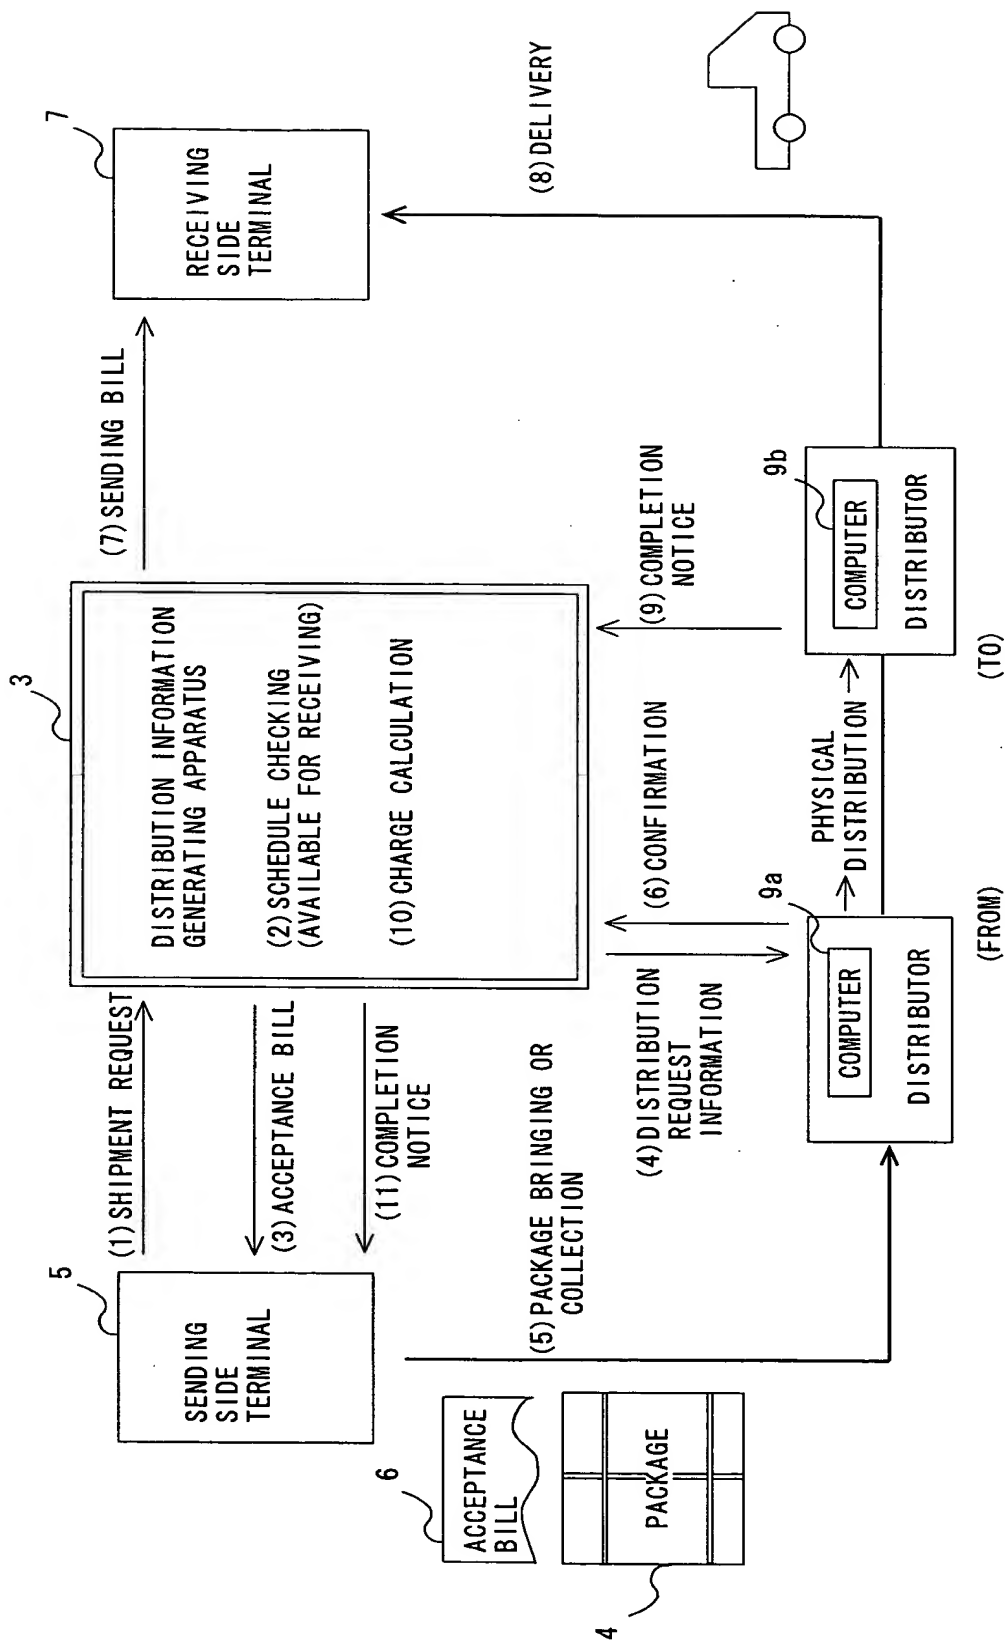 5
SENDING
SIDE
TERMINAL
(1)SHIPMENT REQUEST
(3)ACCEPTANCE BILL
(11)COMPLETION
NOTICE
3
DISTRIBUTION INFORMATION
GENERATING APPARATUS
(2)SCHEDULE CHECKING
(AVAILABLE FOR RECEIVING)
(10)CHARGE CALCULATION
(7)SENDING BILL
7
RECEIVING
SIDE
TERMINAL
6
ACCEPTANCE
BILL
4
PACKAGE
(5)PACKAGE BRINGING OR
COLLECTION
(4)DISTRIBUTION
REQUEST
INFORMATION
(6)CONFIRMATION
(9)COMPLETION
NOTICE
(8)DELIVERY
9a
COMPUTER
DISTRIBUTOR
(FROM)
PHYSICAL
DISTRIBUTION
9b
COMPUTER
DISTRIBUTOR
(TO)